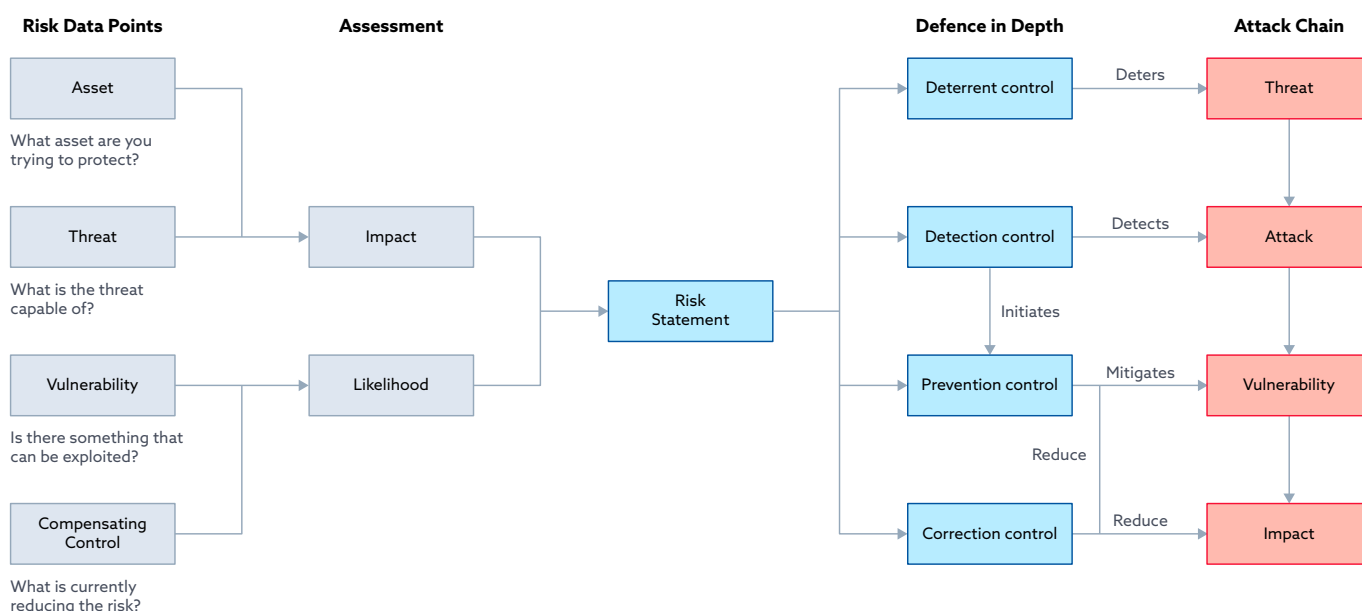 Risk Data Points
Assessment
Defence in Depth
Attack Chain
Asset
What asset are you
trying to protect?
Threat
What is the threat
capable of?
Vulnerability
Is there something that
can be exploited?
Compensating
Control
What is currently
reducing the risk?
Impact
Likelihood
Risk
Statement
Deterrent control
Deters
Threat
Detection control
Detects
Attack
Initiates
Prevention control
Mitigates
Vulnerability
Reduce
Correction control
Reduce
Impact